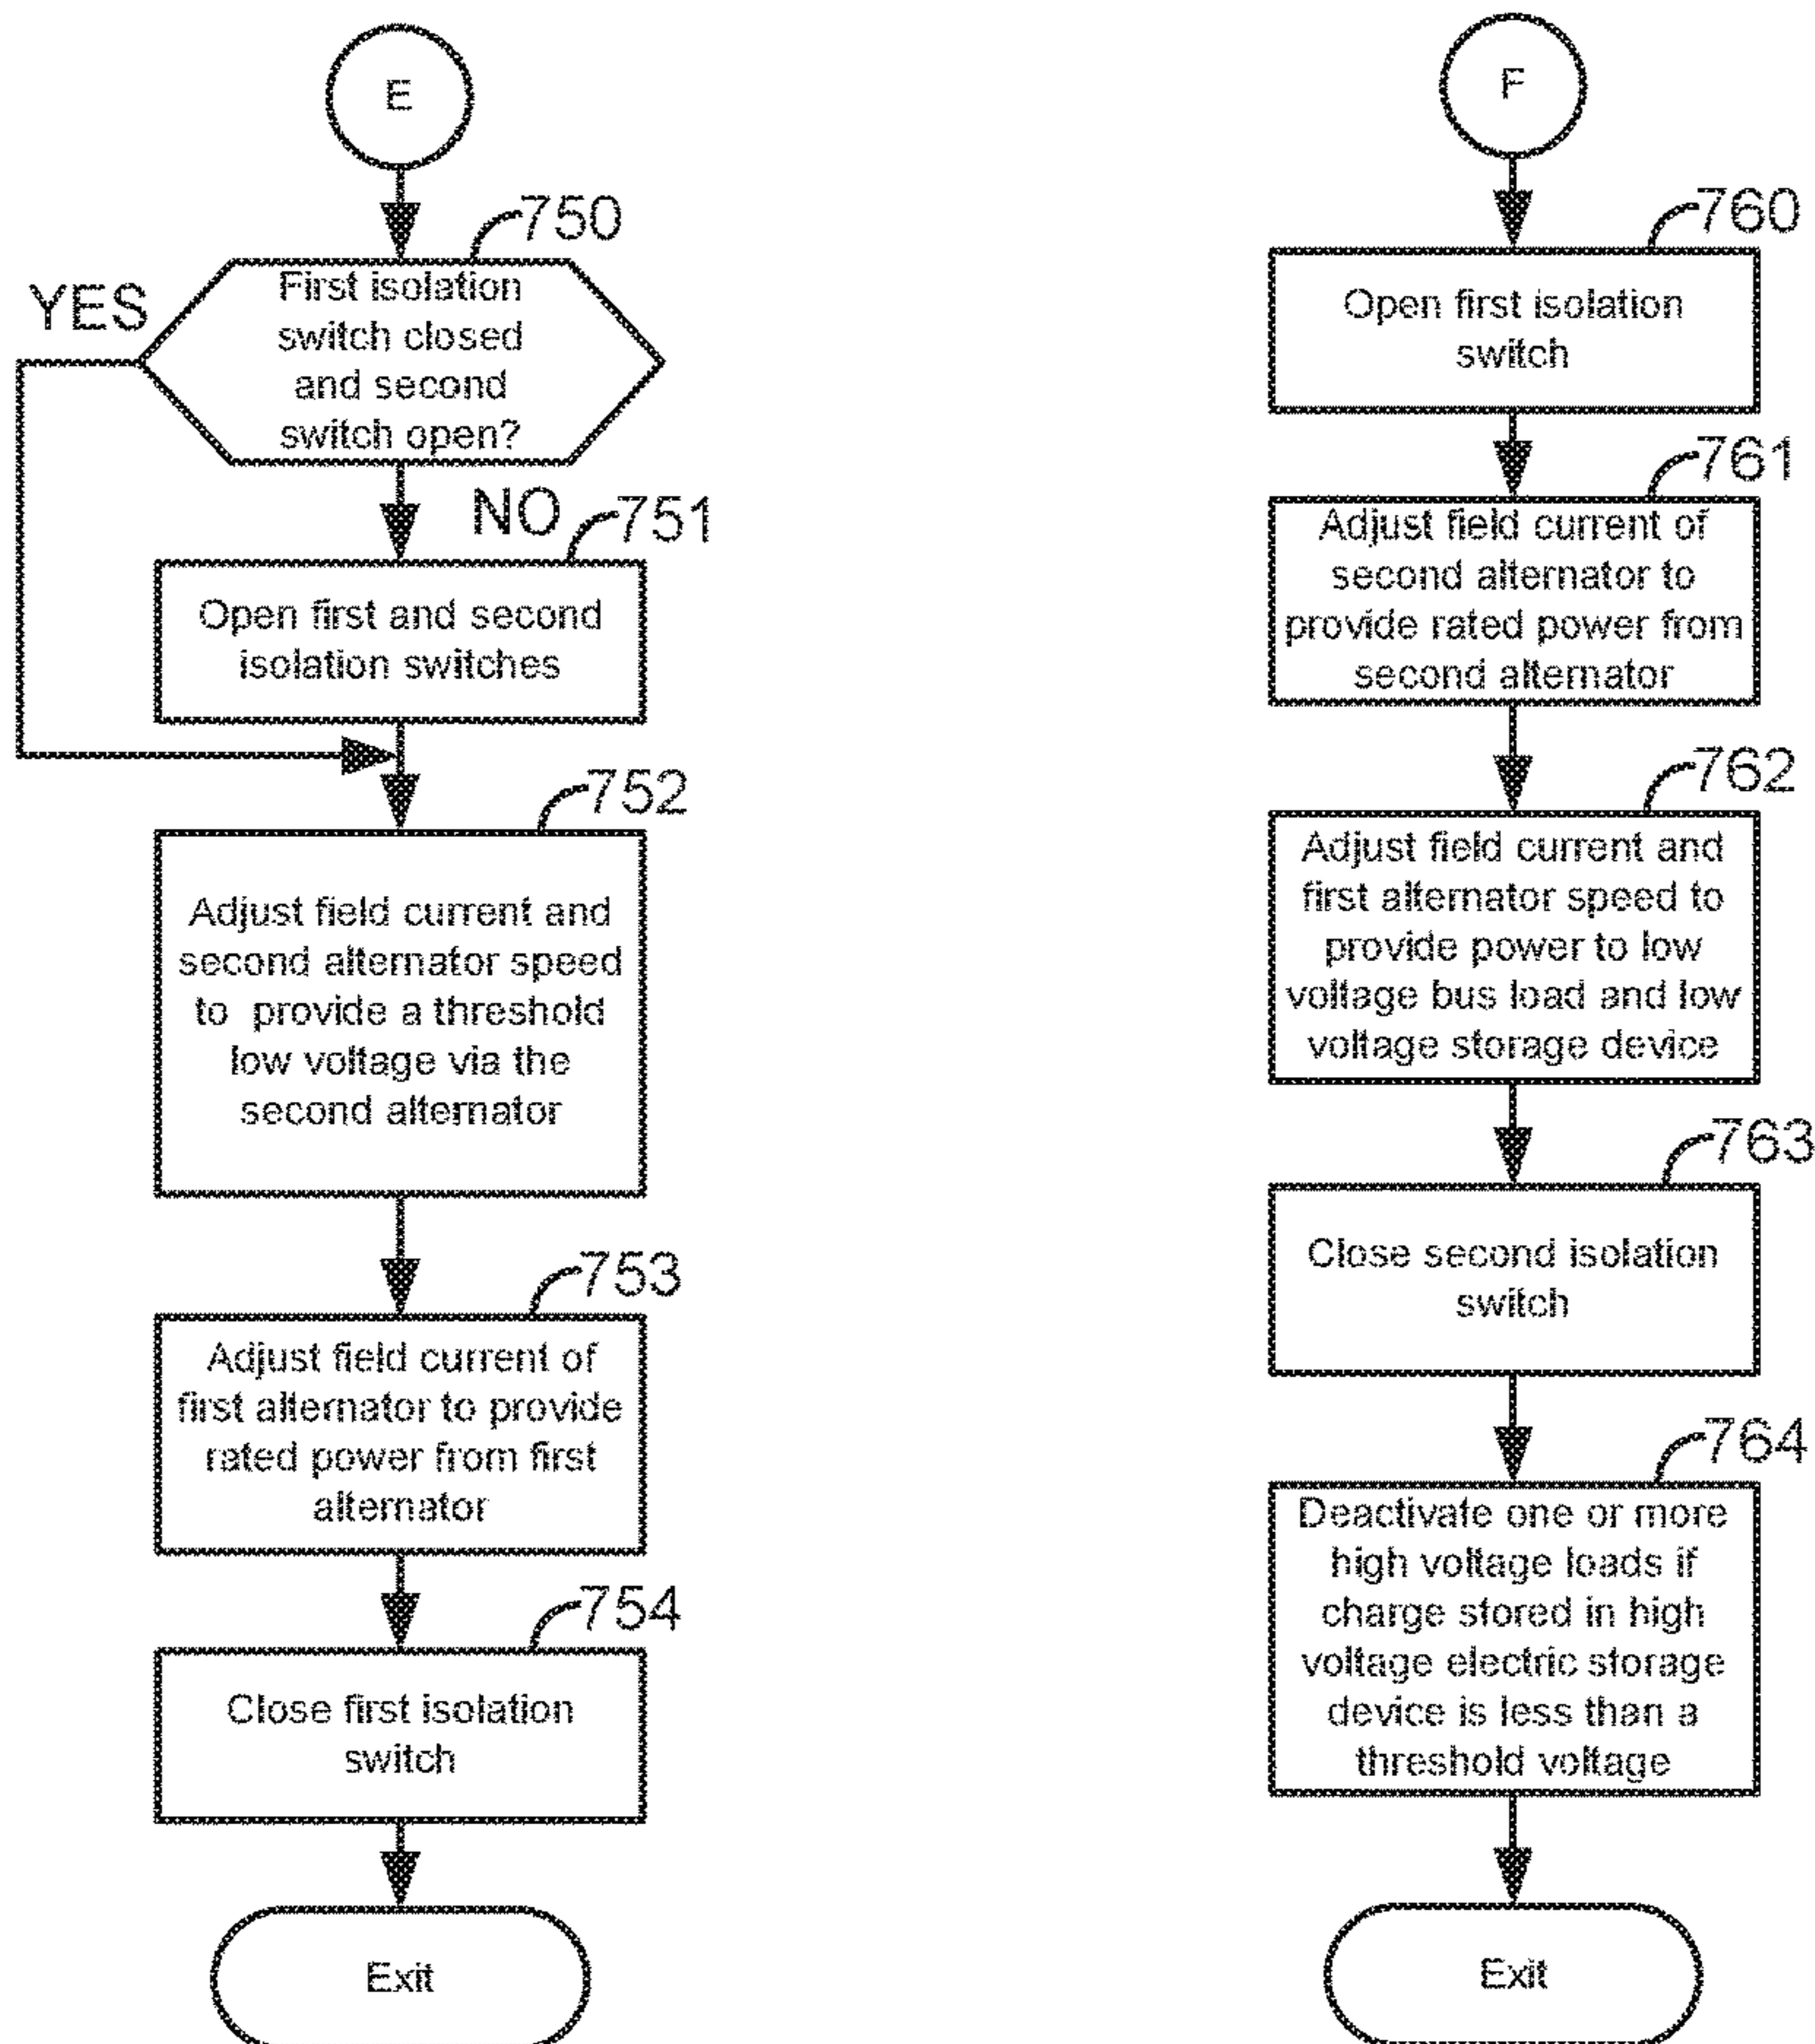 E
750
YES
First isolation
switch closed
and second
switch open?
NO
751
Open first and second
isolation switches
752
Adjust field current and
second alternator speed
to provide a threshold
low voltage via the
second alternator
753
Adjust field current of
first alternator to provide
rated power from first
alternator
754
Close first isolation
switch
Exit
F
760
Open first isolation
switch
761
Adjust field current of
second alternator to
provide rated power from
second alternator
762
Adjust field current and
first alternator speed to
provide power to low
voltage bus load and low
voltage storage device
763
Close second isolation
switch
764
Deactivate one or more
high voltage loads if
charge stored in high
voltage electric storage
device is less than a
threshold voltage
Exit